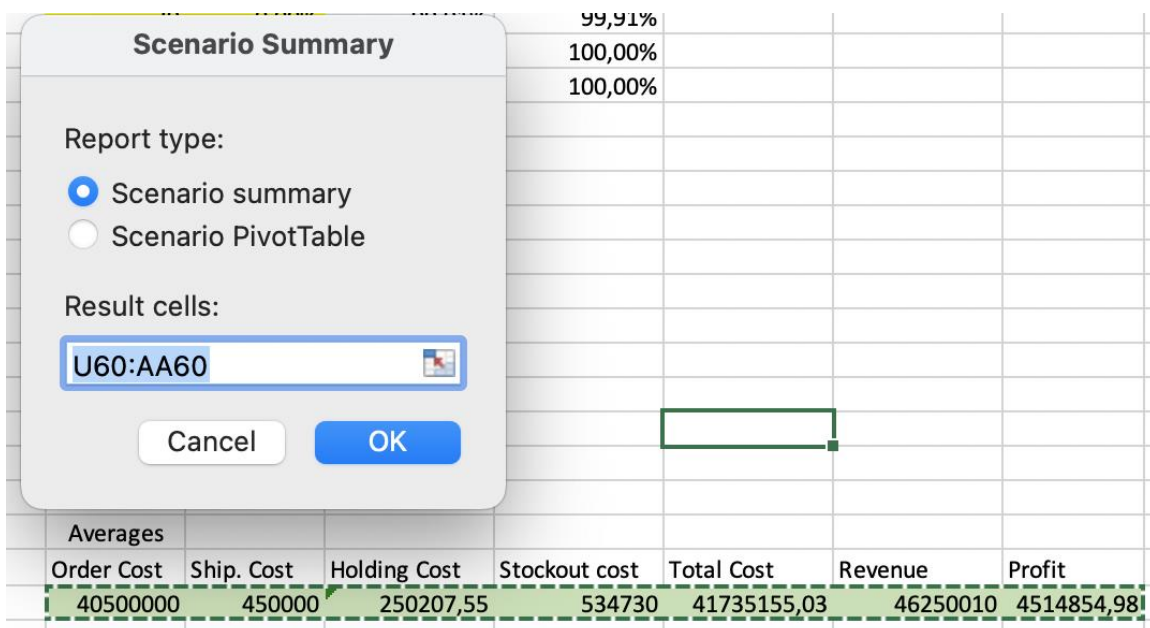 Scenario Summary
99,91%
100,00%
100,00%
Report type:
Scenario summary
Scenario PivotTable
Result cells:
U60:AA60
Cancel OK
Averages
Order Cost Ship. Cost Holding Cost Stockout cost Total Cost Revenue Profit
40500000 450000 250207,55 534730 41735155,03 46250010 4514854,98